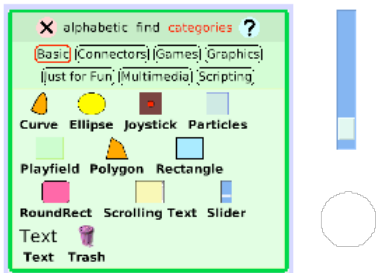 alphabetic find categories ?
Basic Connectors Games Graphics
Just for Fun Multimedia Scripting
Curve Ellipse Joystick Particles
Playfield Polygon Rectangle
RoundRect Scrolling Text Slider
Text
Text Trash